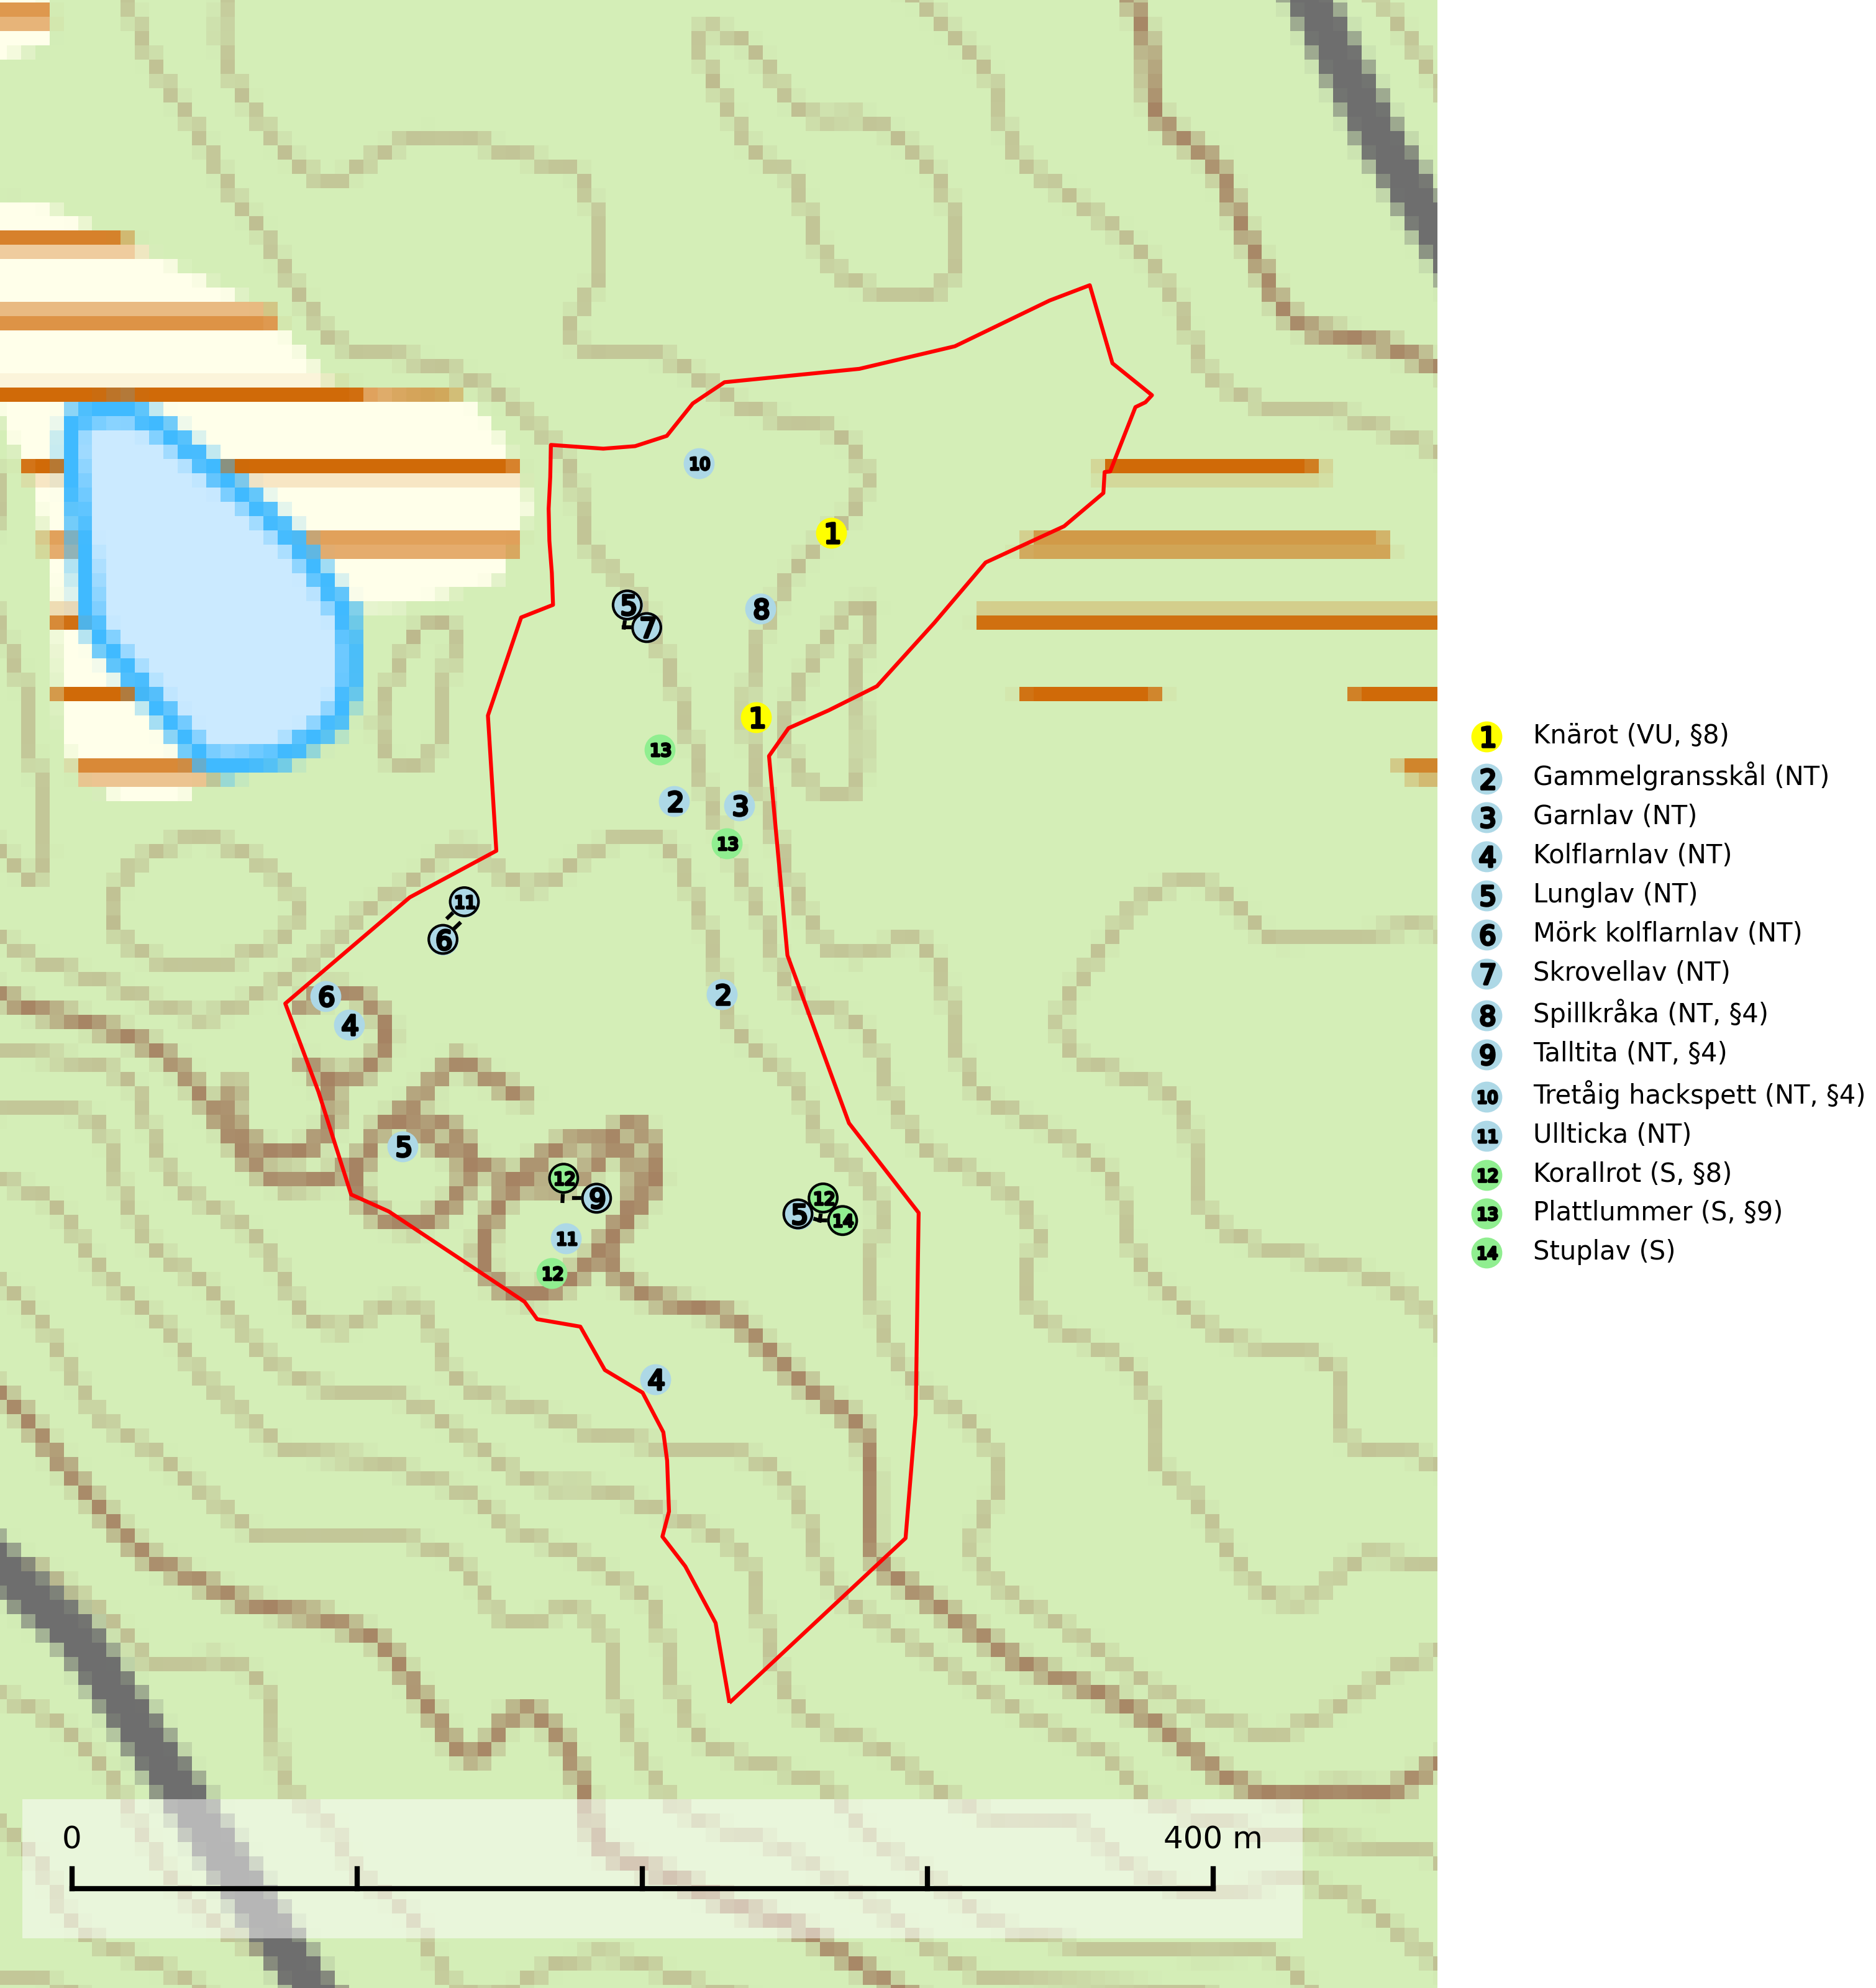 10
1
5
7
8
1
13
2
3
13
11
6
6
4
2
5
12
9
5
12
14
11
12
4
1 Knärot (VU, §8)
2 Gammelgransskål (NT)
3 Garnlav (NT)
4 Kolflarnlav (NT)
5 Lunglav (NT)
6 Mörk kolflarnlav (NT)
7 Skrovellav (NT)
8 Spillkråka (NT, §4)
9 Talltita (NT, §4)
10 Tretåig hackspett (NT, §4)
11 Ullticka (NT)
12 Korallrot (S, §8)
13 Plattlummer (S, §9)
14 Stuplav (S)
0 400 m